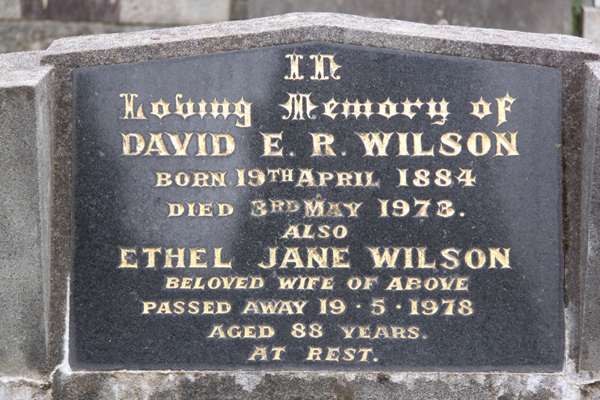 In
Loving Memory of
DAVID E. R. WILSON
BORN 19TH APRIL 1884
DIED 3RD MAY 1973.
ALSO
ETHEL JANE WILSON
BELOVED WIFE OF ABOVE
PASSED AWAY 19·5·1978
AGED 88 YEARS.
AT REST.